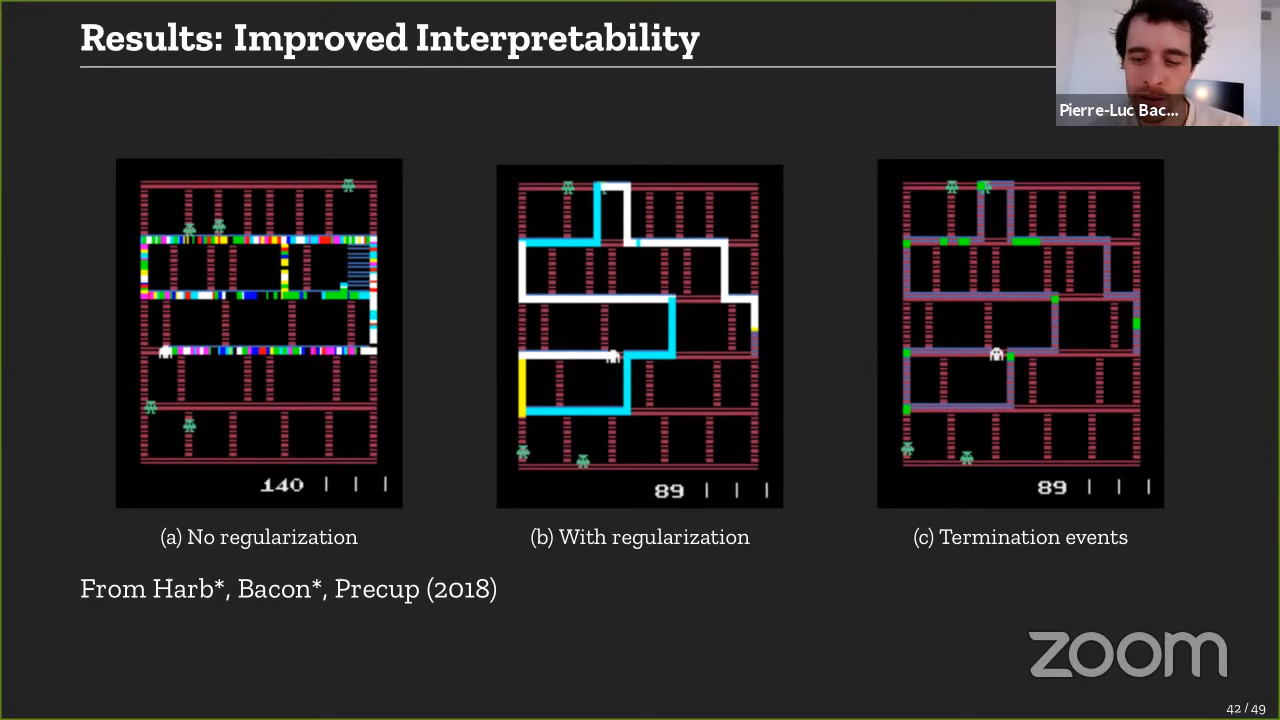 Results: Improved Interpretability
Pierre-Luc Bac...
140
89
89
(a) No regularization
(b) With regularization
(c) Termination events
From Harb*, Bacon*, Precup (2018)
zoom
42 / 49